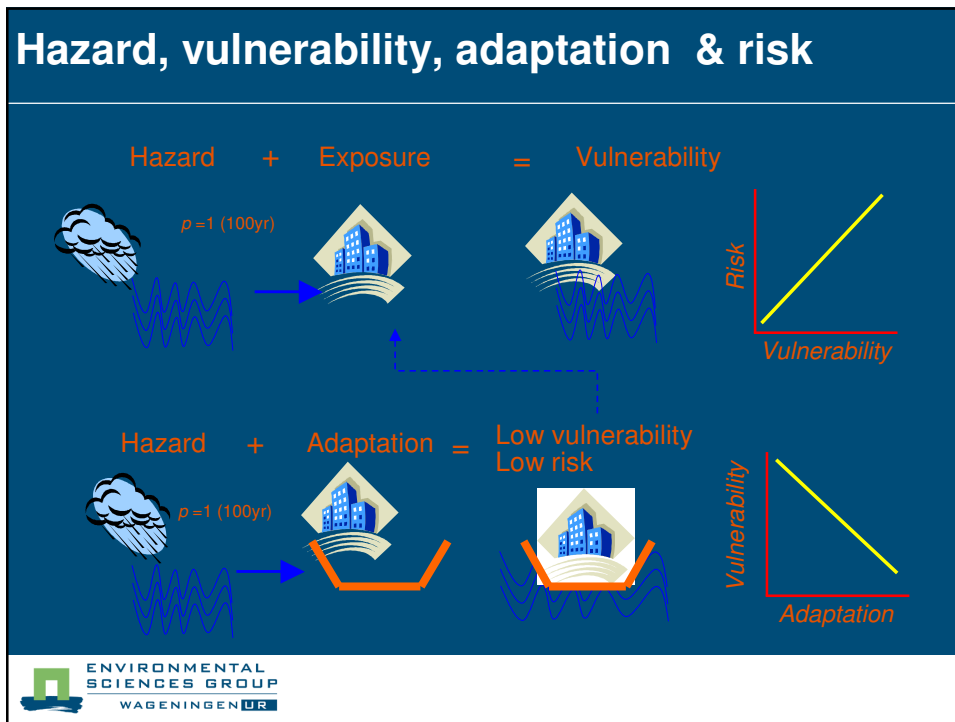 Hazard, vulnerability, adaptation & risk
Hazard + Exposure = Vulnerability
p =1 (100yr)
Risk
Vulnerability
Hazard + Adaptation = Low vulnerability
Low risk
p =1 (100yr)
Vulnerability
Adaptation
ENVIRONMENTAL
SCIENCES GROUP
WAGENINGEN UR